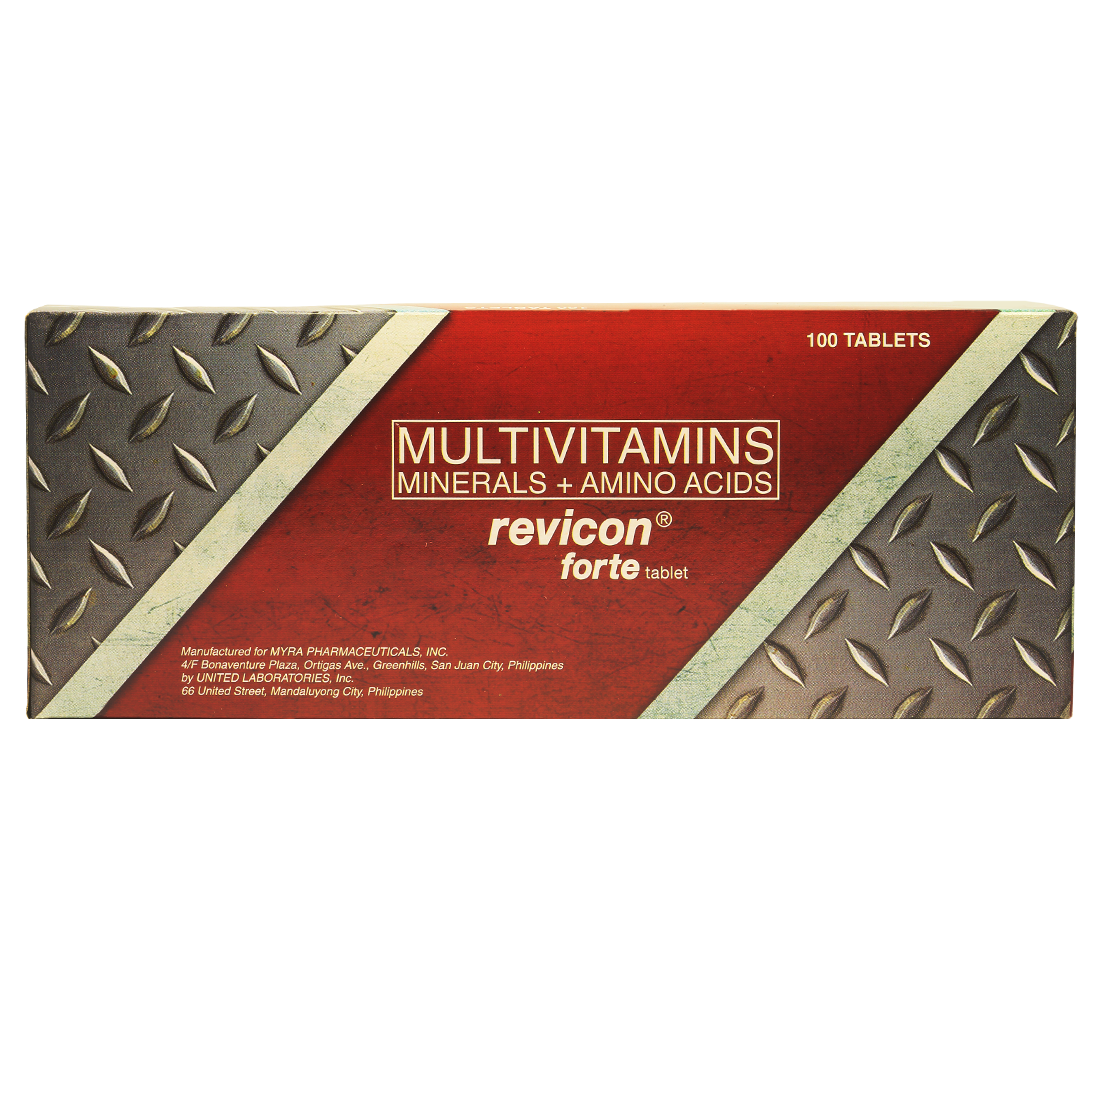 100 TABLETS
MULTIVITAMINS
MINERALS + AMINO ACIDS
revicon®
forte tablet
Manufactured for MYRA PHARMACEUTICALS, INC.
4/F Bonaventure Plaza, Ortigas Ave., Greenhills, San Juan City, Philippines
by UNITED LABORATORIES, Inc.
66 United Street, Mandaluyong City, Philippines